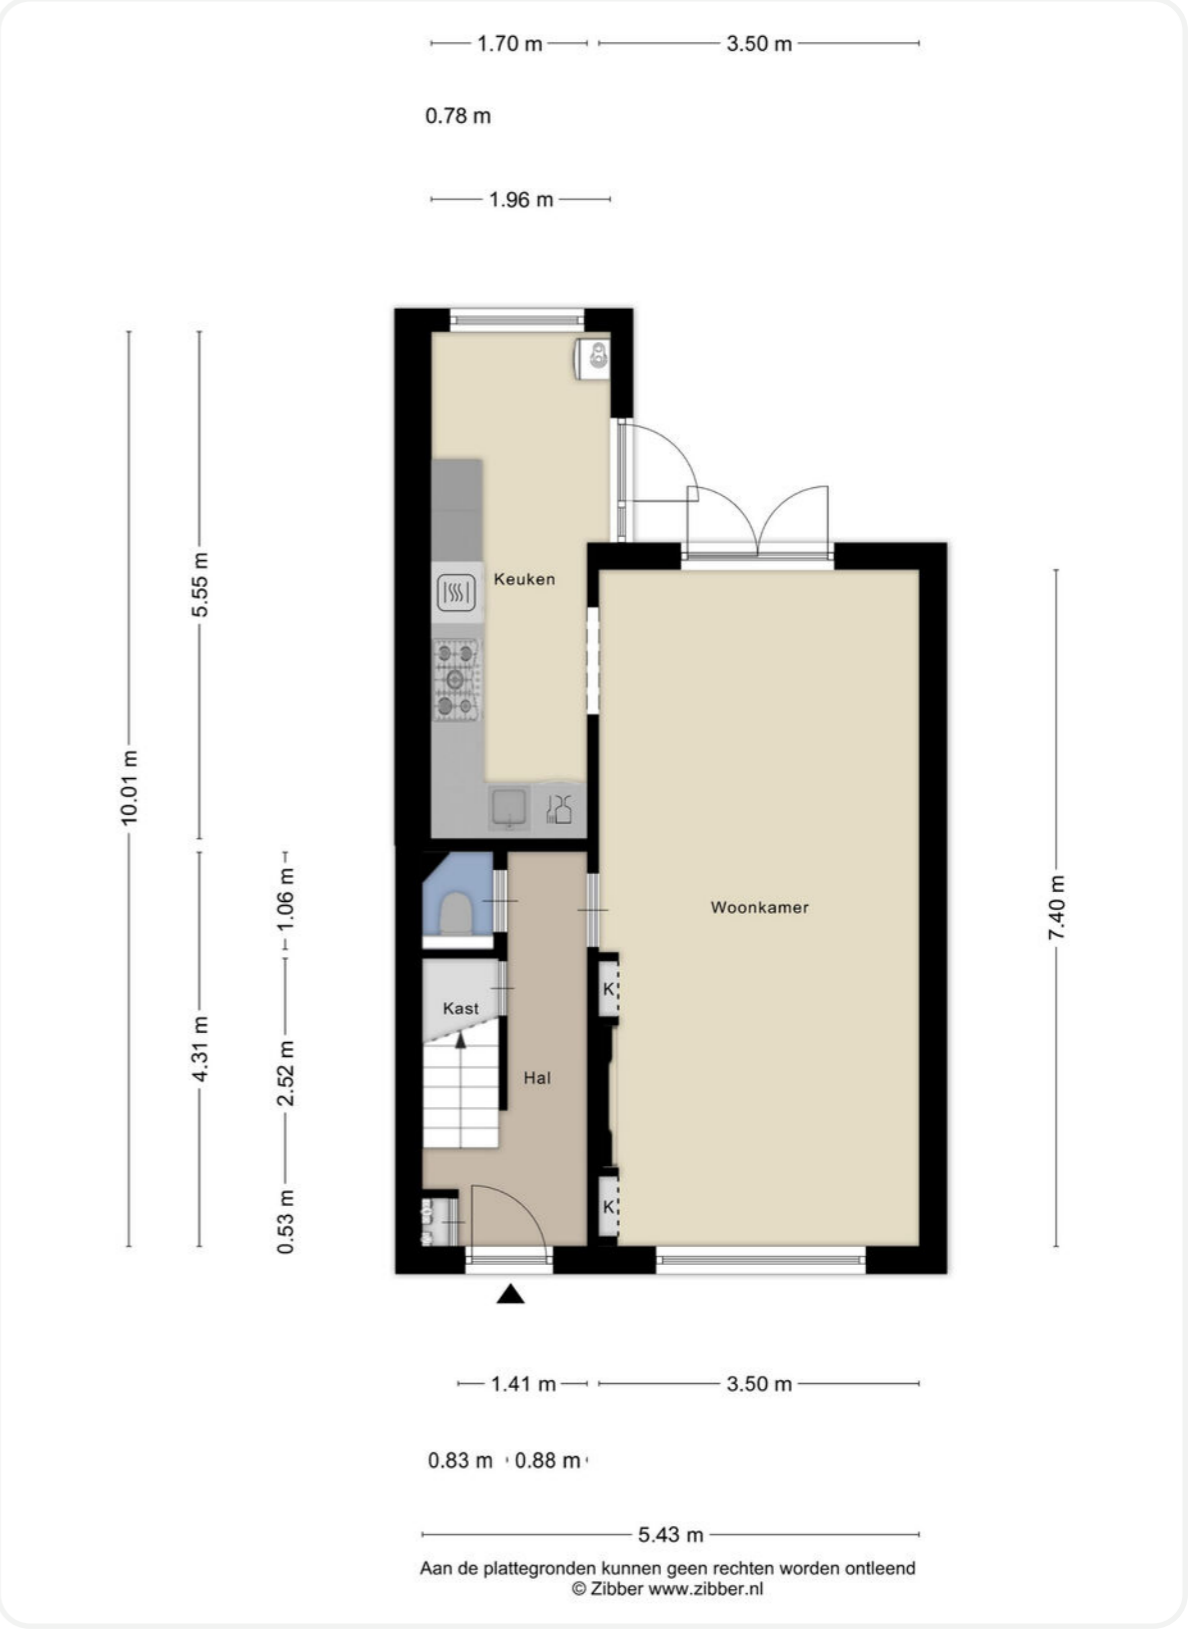 1.70 m 3.50 m
0.78 m
1.96 m
5.55 m
Keuken
10.01 m
1.06 m
7.40 m
Woonkamer
K
Kast
4.31 m
2.52 m
Hal
0.53 m
K
1.41 m 3.50 m
0.83 m 0.88 m
5.43 m
Aan de plattegronden kunnen geen rechten worden ontleend
© Zibber www.zibber.nl